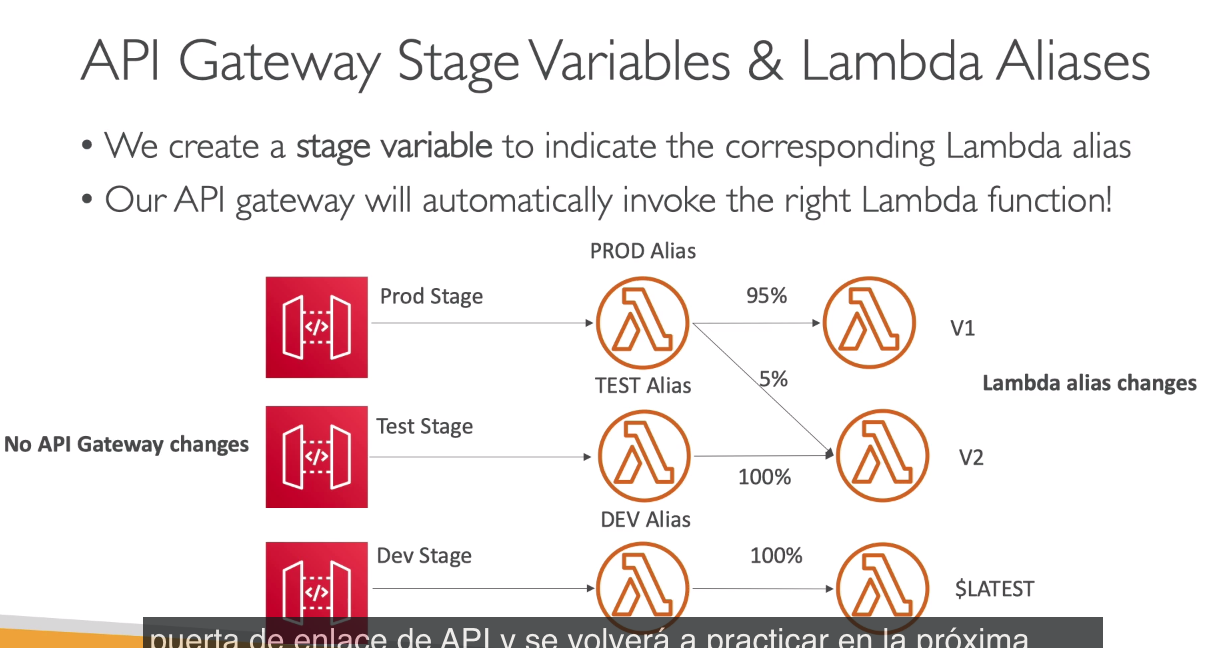 API Gateway Stage Variables & Lambda Aliases
• We create a stage variable to indicate the corresponding Lambda alias
• Our API gateway will automatically invoke the right Lambda function!
PROD Alias
Prod Stage
95%
V1
5%
TEST Alias
Lambda alias changes
Test Stage
No API Gateway changes
100%
V2
DEV Alias
Dev Stage
100%
$LATEST
</>
</>
</>
puerta de enlace de API y se volverá a practicar en la próxima